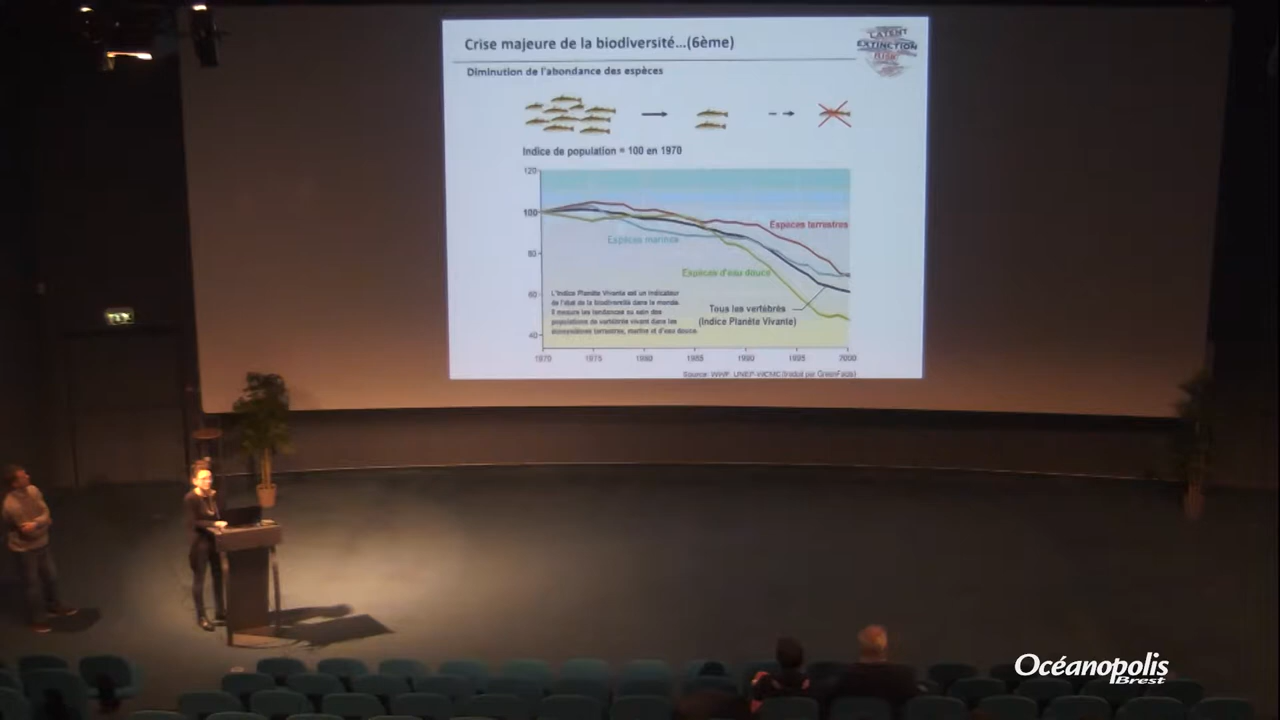 Crise majeure de la biodiversité...(6ème)
LATENT
EXTINCTION
RISK
Diminution de l'abondance des espèces
Indice de population = 100 en 1970
120
100
80
60
40
Espèces terrestres
Espèces marines
Espèces d'eau douce
Tous les vertébrés
(Indice Planète Vivante)
L'Indice Planète Vivante est un indicateur
de l'état de la biodiversité dans le monde.
Il mesure les tendances au sein des
populations de vertébrés vivant dans les
écosystèmes terrestres, marins et d'eau douce.
1970 1975 1980 1985 1990 1995 2000
Source: WWF, UNEP-WCMC (traduit par GreenFacts)
Océanopolis
Brest